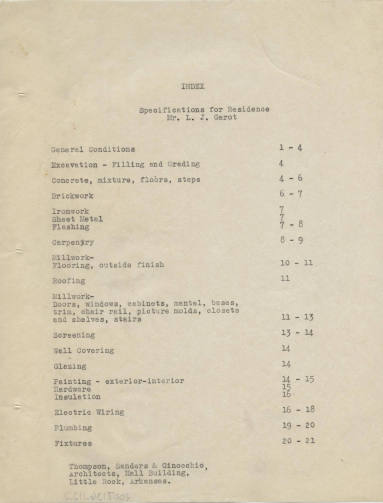 INDEX
Specifications for Residence
Mr. L. J. Garot
General Conditions 1 - 4
Excavation - Filling and Grading 4
Concrete, mixture, floors, steps 4 - 6
Brickwork 6 - 7
Ironwork 7
Sheet Metal 7
Flashing 7 - 8
Carpentry 8 - 9
Millwork-
Flooring, outside finish 10 - 11
Roofing 11
Millwork-
Doors, windows, cabinets, mantel, bases,
trim, chair rail, picture molds, closets
and shelves, stairs 11 - 13
Screening 13 - 14
Wall Covering 14
Glazing 14
Painting - exterior-interior 14 - 15
Hardware 15
Insulation 16
Electric Wiring 16 - 18
Plumbing 19 - 20
Fixtures 20 - 21
Thompson, Sanders & Ginocchio,
Architects, Hall Building,
Little Rock, Arkansas.